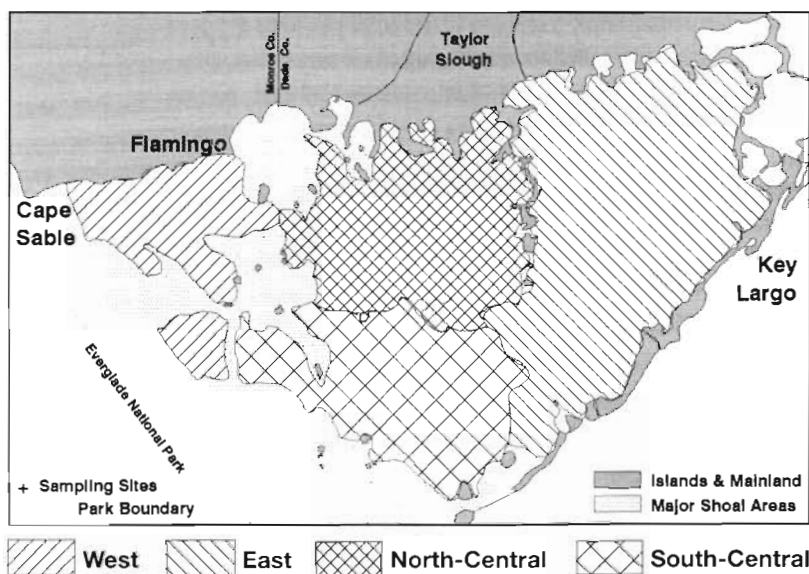 Monroe Co.
Dade Co.
Taylor
Slough
Flamingo
Cape
Sable
Key
Largo
Everglade National Park
+ Sampling Sites
Park Boundary
Islands & Mainland
Major Shoal Areas
West
East
North-Central
South-Central